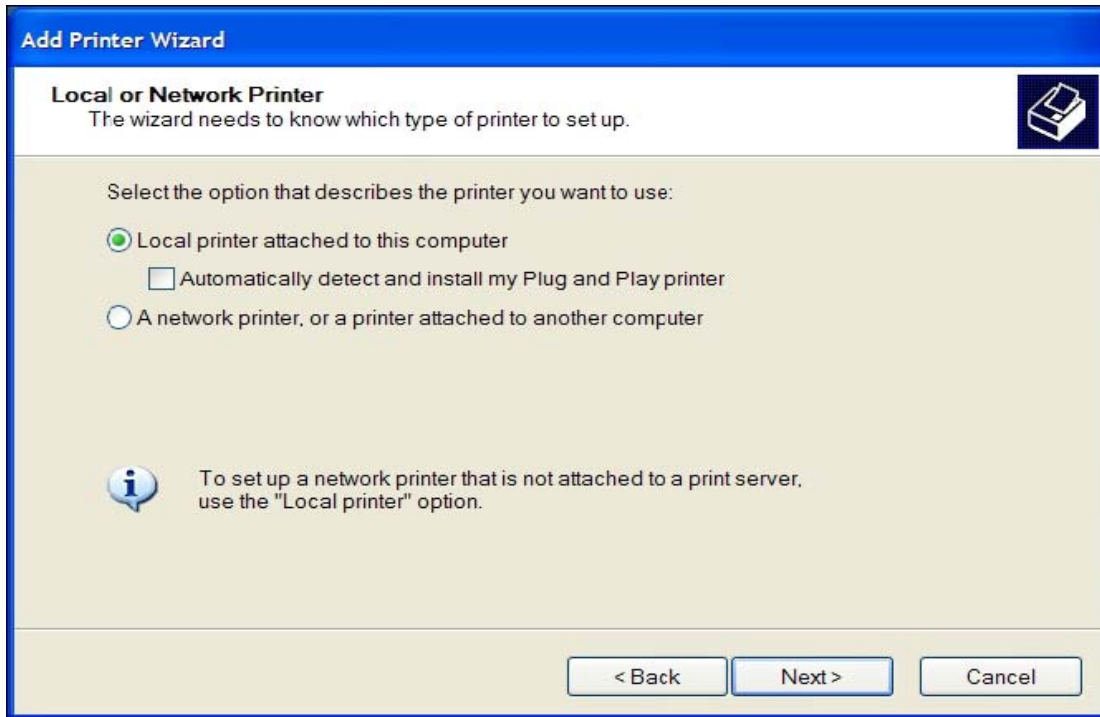 Add Printer Wizard
Local or Network Printer
The wizard needs to know which type of printer to set up.
Select the option that describes the printer you want to use:
Local printer attached to this computer
Automatically detect and install my Plug and Play printer
A network printer, or a printer attached to another computer
To set up a network printer that is not attached to a print server,
use the "Local printer" option.
< Back Next > Cancel